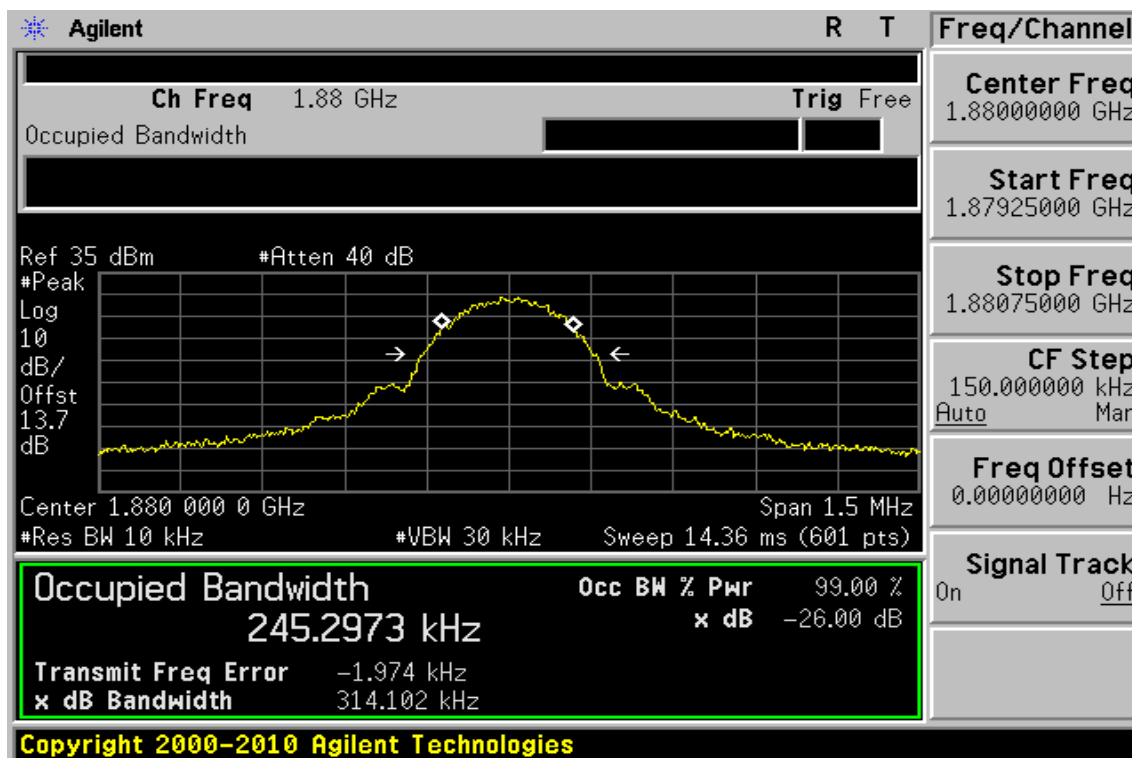 Agilent R T Freq/Channel
Ch Freq 1.88 GHz Trig Free
Occupied Bandwidth
Center Freq
1.88000000 GHz
Start Freq
1.87925000 GHz
Stop Freq
1.88075000 GHz
CF Step
150.000000 kHz
Auto Man
Freq Offset
0.00000000 Hz
Signal Track
On Off
Ref 35 dBm #Atten 40 dB
#Peak
Log
10
dB/
Offst
13.7
dB
Center 1.880 000 0 GHz Span 1.5 MHz
#Res BW 10 kHz #VBW 30 kHz Sweep 14.36 ms (601 pts)
Occupied Bandwidth Occ BW % Pwr 99.00 %
245.2973 kHz x dB -26.00 dB
Transmit Freq Error -1.974 kHz
x dB Bandwidth 314.102 kHz
Copyright 2000-2010 Agilent Technologies